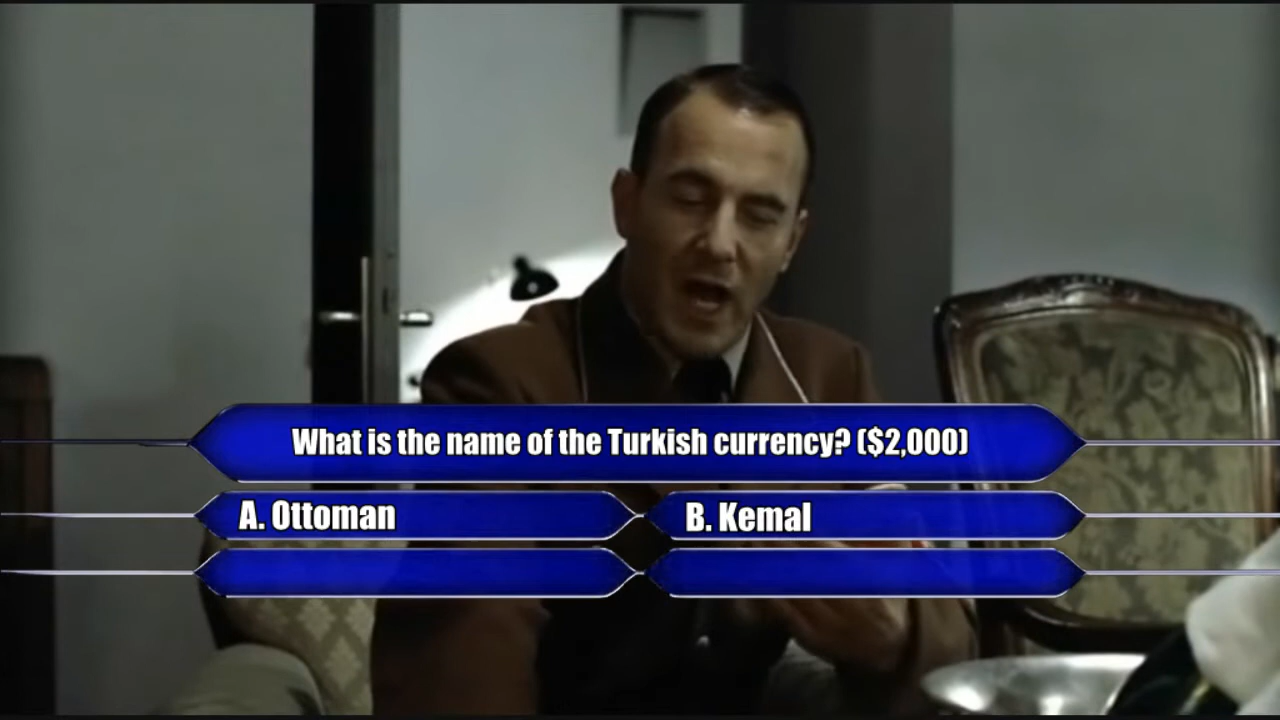 What is the name of the Turkish currency? ($2,000)
A. Ottoman
B. Kemal